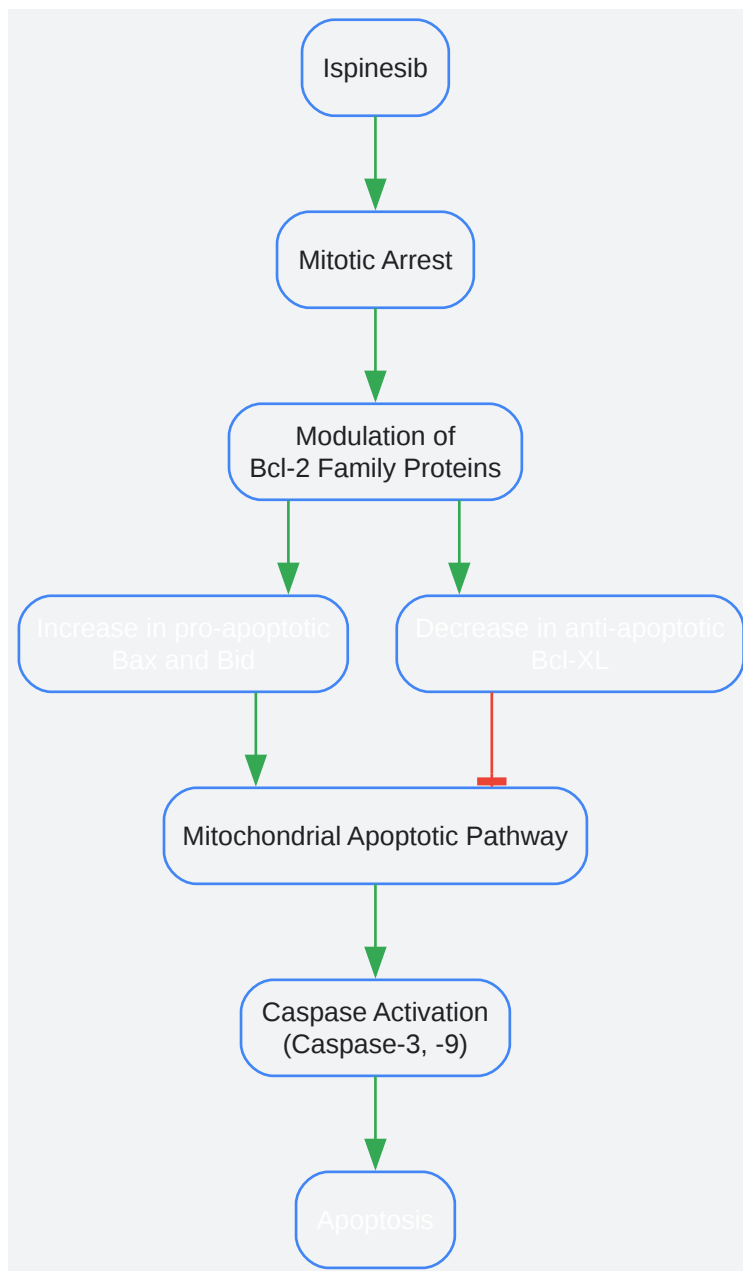 Ispinesib
Mitotic Arrest
Modulation of
Bcl-2 Family Proteins
Increase in pro-apoptotic
Bax and Bid
Decrease in anti-apoptotic
Bcl-XL
Mitochondrial Apoptotic Pathway
Caspase Activation
(Caspase-3, -9)
Apoptosis